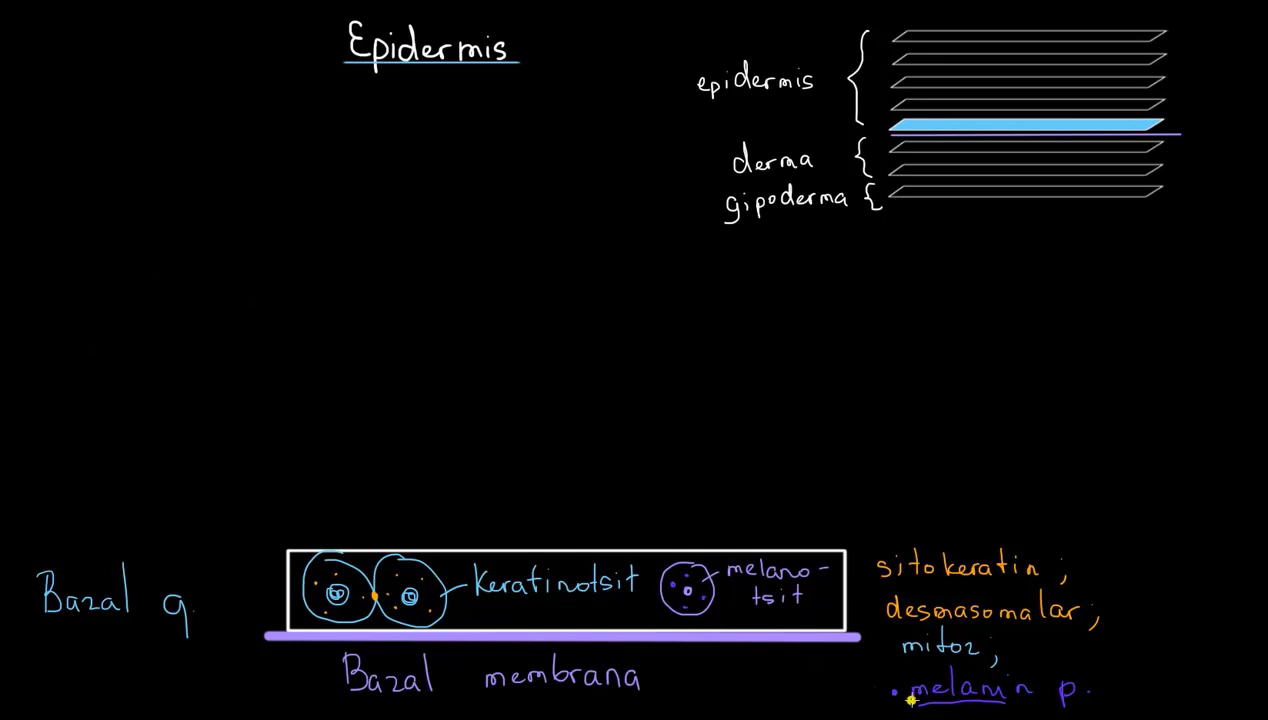 Epidermis
epidermis
derma
gipoderma
Bazal q.
Keratinotsit
melano-
tsit
sitokeratin;
desmasomalar;
mitoz;
• melanin p.
Bazal membrana